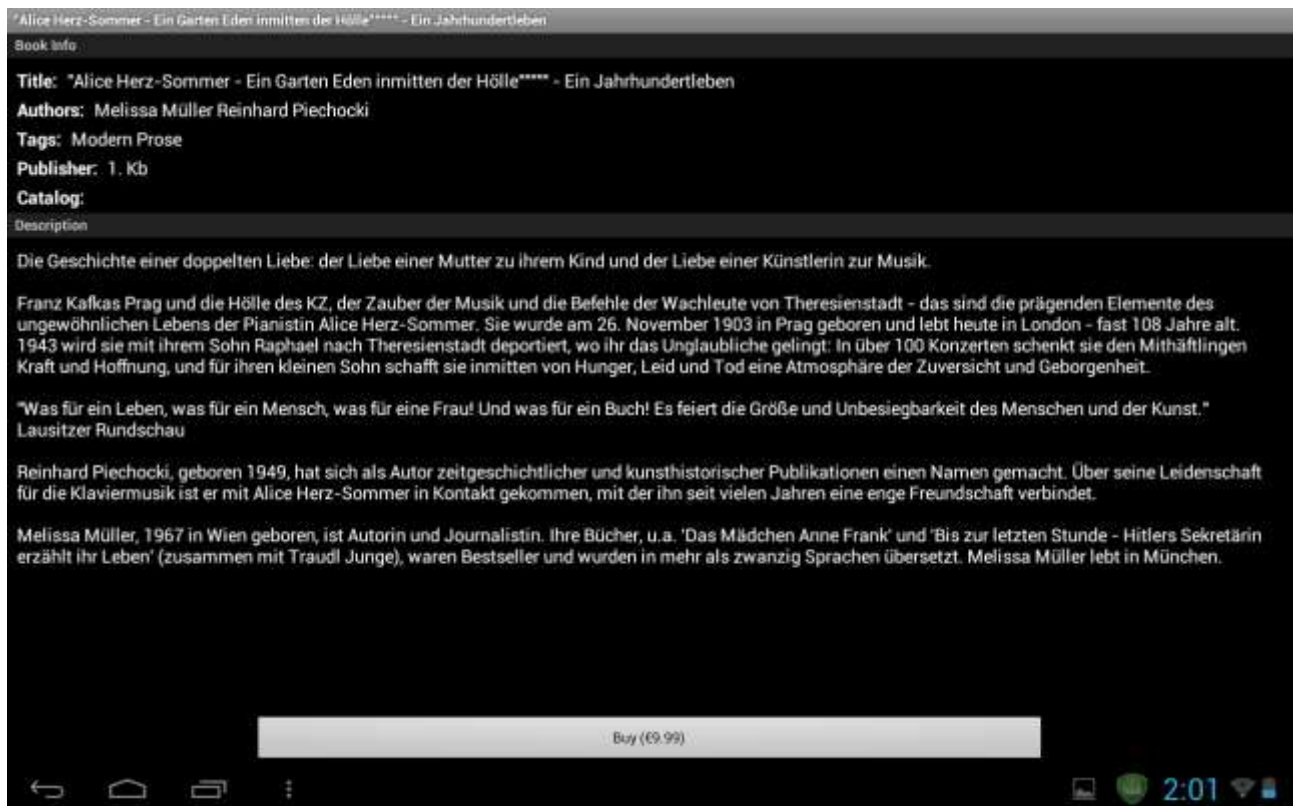 "Alice Herz-Sommer - Ein Garten Eden inmitten der Hölle***** - Ein Jahrhundertleben
Book Info
Title: "Alice Herz-Sommer - Ein Garten Eden inmitten der Hölle***** - Ein Jahrhundertleben
Authors: Melissa Müller Reinhard Piechocki
Tags: Modern Prose
Publisher: 1. Kb
Catalog:
Description
Die Geschichte einer doppelten Liebe: der Liebe einer Mutter zu ihrem Kind und der Liebe einer Künstlerin zur Musik.
Franz Kafkas Prag und die Hölle des KZ, der Zauber der Musik und die Befehle der Wachleute von Theresienstadt - das sind die prägenden Elemente des
ungewöhnlichen Lebens der Pianistin Alice Herz-Sommer. Sie wurde am 26. November 1903 in Prag geboren und lebt heute in London - fast 108 Jahre alt.
1943 wird sie mit ihrem Sohn Raphael nach Theresienstadt deportiert, wo ihr das Unglaubliche gelingt: In über 100 Konzerten schenkt sie den Mithäftlingen
Kraft und Hoffnung, und für ihren kleinen Sohn schafft sie inmitten von Hunger, Leid und Tod eine Atmosphäre der Zuversicht und Geborgenheit.
"Was für ein Leben, was für ein Mensch, was für eine Frau! Und was für ein Buch! Es feiert die Größe und Unbesiegbarkeit des Menschen und der Kunst."
Lausitzer Rundschau
Reinhard Piechocki, geboren 1949, hat sich als Autor zeitgeschichtlicher und kunsthistorischer Publikationen einen Namen gemacht. Über seine Leidenschaft
für die Klaviermusik ist er mit Alice Herz-Sommer in Kontakt gekommen, mit der ihn seit vielen Jahren eine enge Freundschaft verbindet.
Melissa Müller, 1967 in Wien geboren, ist Autorin und Journalistin. Ihre Bücher, u.a. 'Das Mädchen Anne Frank' und 'Bis zur letzten Stunde - Hitlers Sekretärin
erzählt ihr Leben' (zusammen mit Traudl Junge), waren Bestseller und wurden in mehr als zwanzig Sprachen übersetzt. Melissa Müller lebt in München.
Buy (€9.99)
2:01